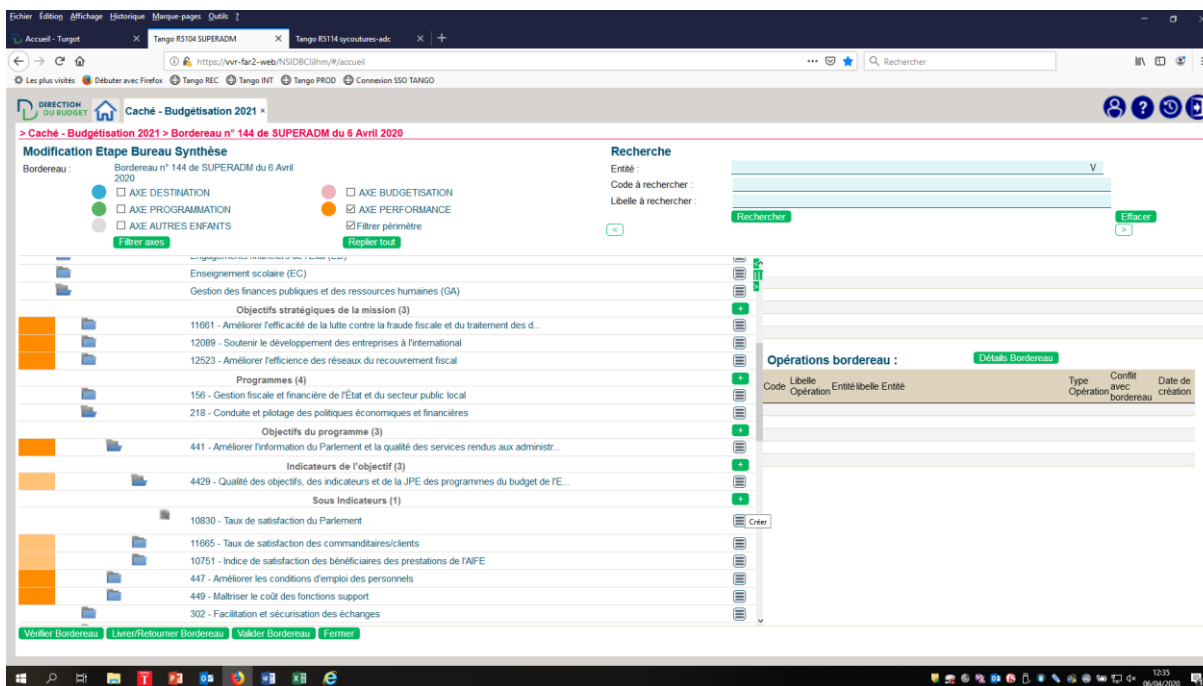 Fichier Édition Affichage Historique Marque-pages Outils ?
Accueil - Turgot × Tango R5104 SUPERADM × Tango R5114 sycoutures-adc × +
https://vvr-far2-web/NSIDBCIihm/#/accueil Rechercher
Les plus visités Débuter avec Firefox Tango REC Tango INT Tango PROD Connexion SSO TANGO
DIRECTION DU BUDGET Caché - Budgétisation 2021 ×
> Caché - Budgétisation 2021 > Bordereau n° 144 de SUPERADM du 6 Avril 2020
Modification Etape Bureau Synthèse
Bordereau : Bordereau n° 144 de SUPERADM du 6 Avril 2020
AXE DESTINATION AXE BUDGETISATION
AXE PROGRAMMATION AXE PERFORMANCE
AXE AUTRES ENFANTS Filtrer périmètre
Filtrer axes Replier tout
Recherche
Entité : V
Code à rechercher :
Libelle à rechercher :
Rechercher Effacer
< >
Engagements financiers de l'État (ED)
Enseignement scolaire (EC)
Gestion des finances publiques et des ressources humaines (GA)
Objectifs stratégiques de la mission (3) +
11661 - Améliorer l'efficacité de la lutte contre la fraude fiscale et du traitement des d...
12089 - Soutenir le développement des entreprises à l'international
12523 - Améliorer l'efficience des réseaux du recouvrement fiscal
Programmes (4) +
156 - Gestion fiscale et financière de l'État et du secteur public local
218 - Conduite et pilotage des politiques économiques et financières
Objectifs du programme (3) +
441 - Améliorer l'information du Parlement et la qualité des services rendus aux administr...
Indicateurs de l'objectif (3) +
4429 - Qualité des objectifs, des indicateurs et de la JPE des programmes du budget de l'E...
Sous Indicateurs (1) +
10830 - Taux de satisfaction du Parlement Créer
11665 - Taux de satisfaction des commanditaires/clients
10751 - Indice de satisfaction des bénéficiaires des prestations de l'AIFE
447 - Améliorer les conditions d'emploi des personnels
449 - Maîtriser le coût des fonctions support
302 - Facilitation et sécurisation des échanges
Opérations bordereau : Détails Bordereau
Code Libelle Opération Entité libelle Entité Type Opération Conflit avec bordereau Date de création
Vérifier Bordereau Livrer/Retourner Bordereau Valider Bordereau Fermer
12:35
06/04/2020